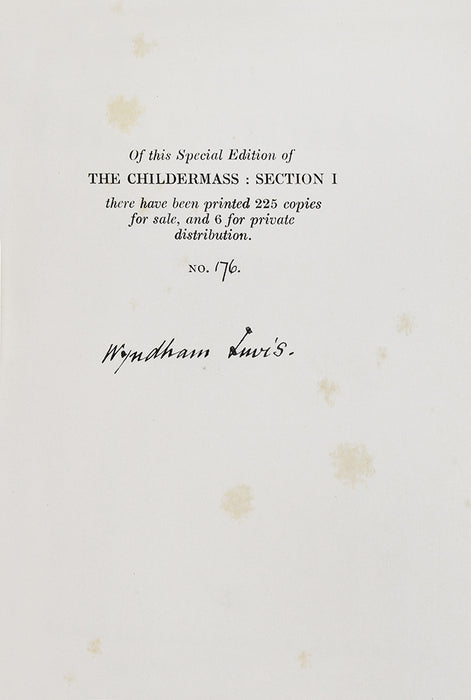 Of this Special Edition of
THE CHILDERMASS : SECTION I
there have been printed 225 copies
for sale, and 6 for private
distribution.
NO. 176.
Wyndham Lewis.